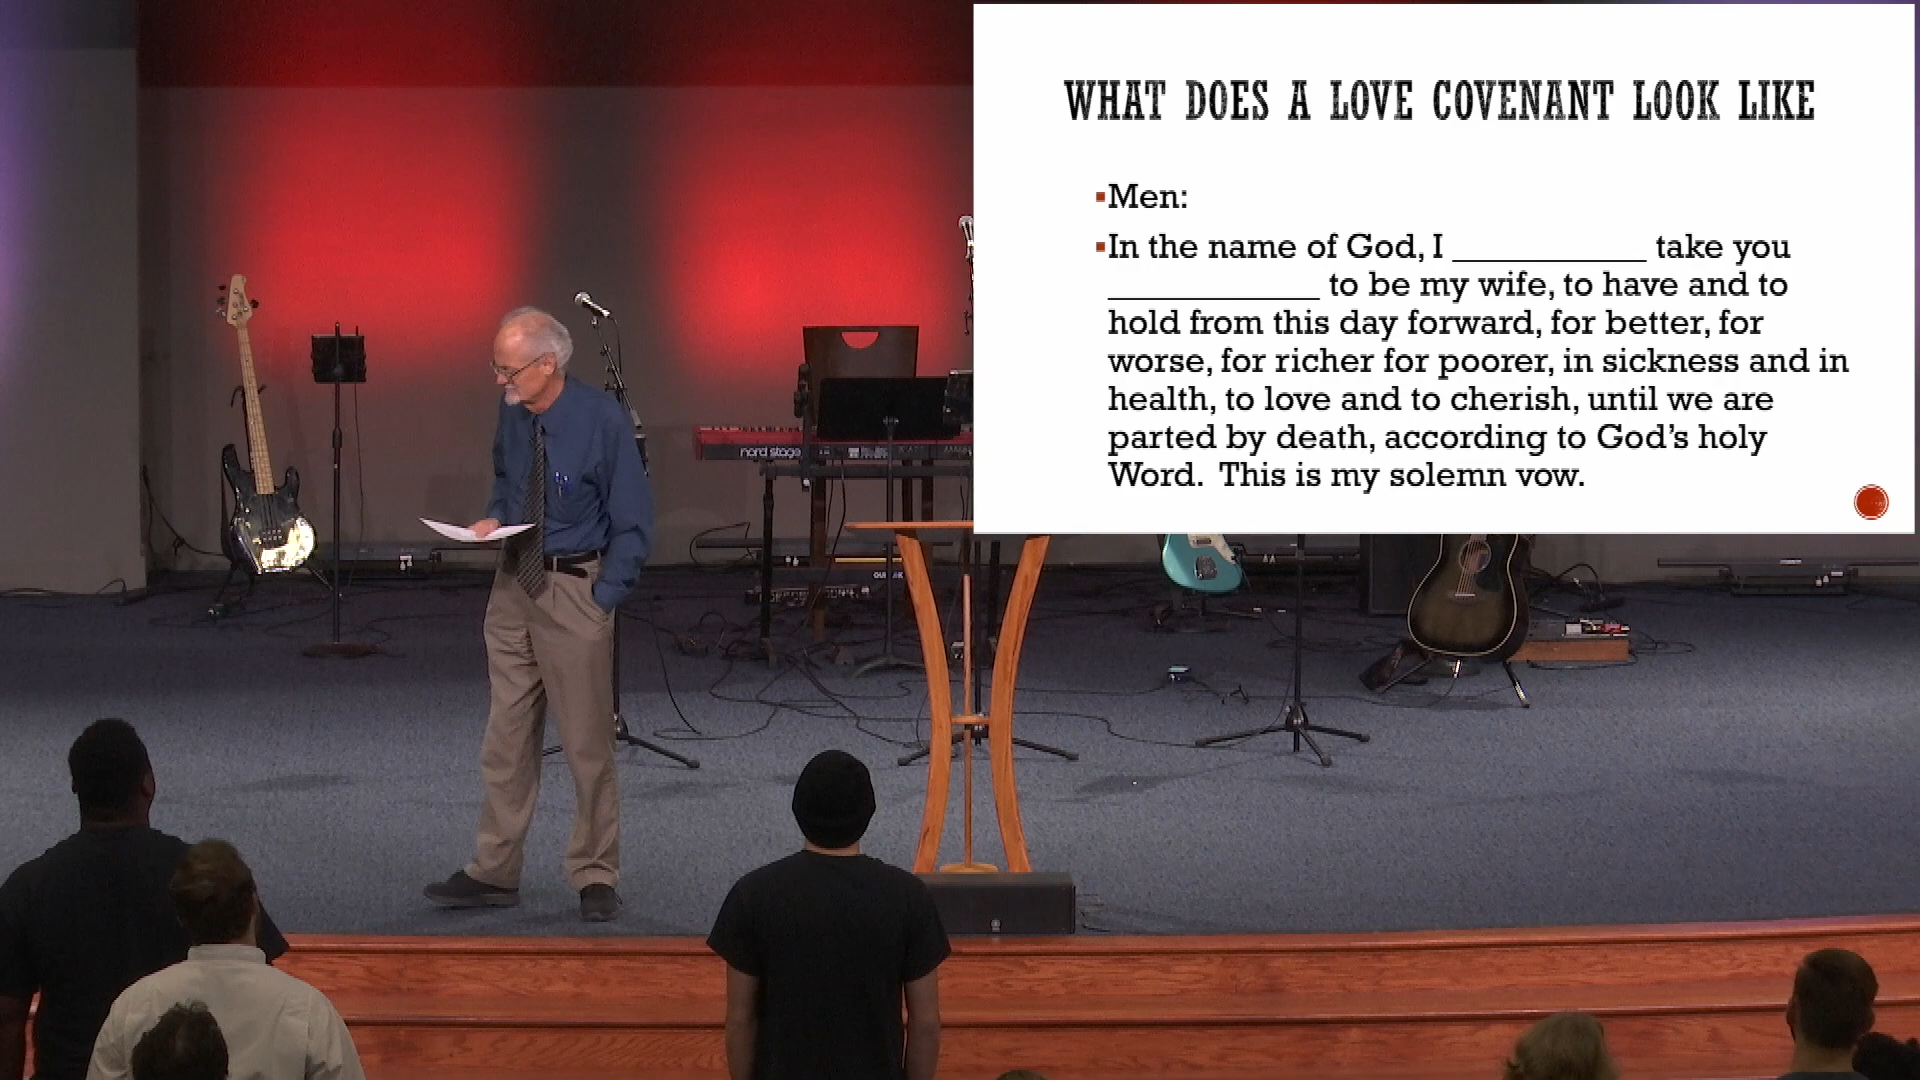 WHAT DOES A LOVE COVENANT LOOK LIKE
Men:
In the name of God, I ___________ take you
____________ to be my wife, to have and to
hold from this day forward, for better, for
worse, for richer for poorer, in sickness and in
health, to love and to cherish, until we are
parted by death, according to God’s holy
Word.  This is my solemn vow.
nord stage